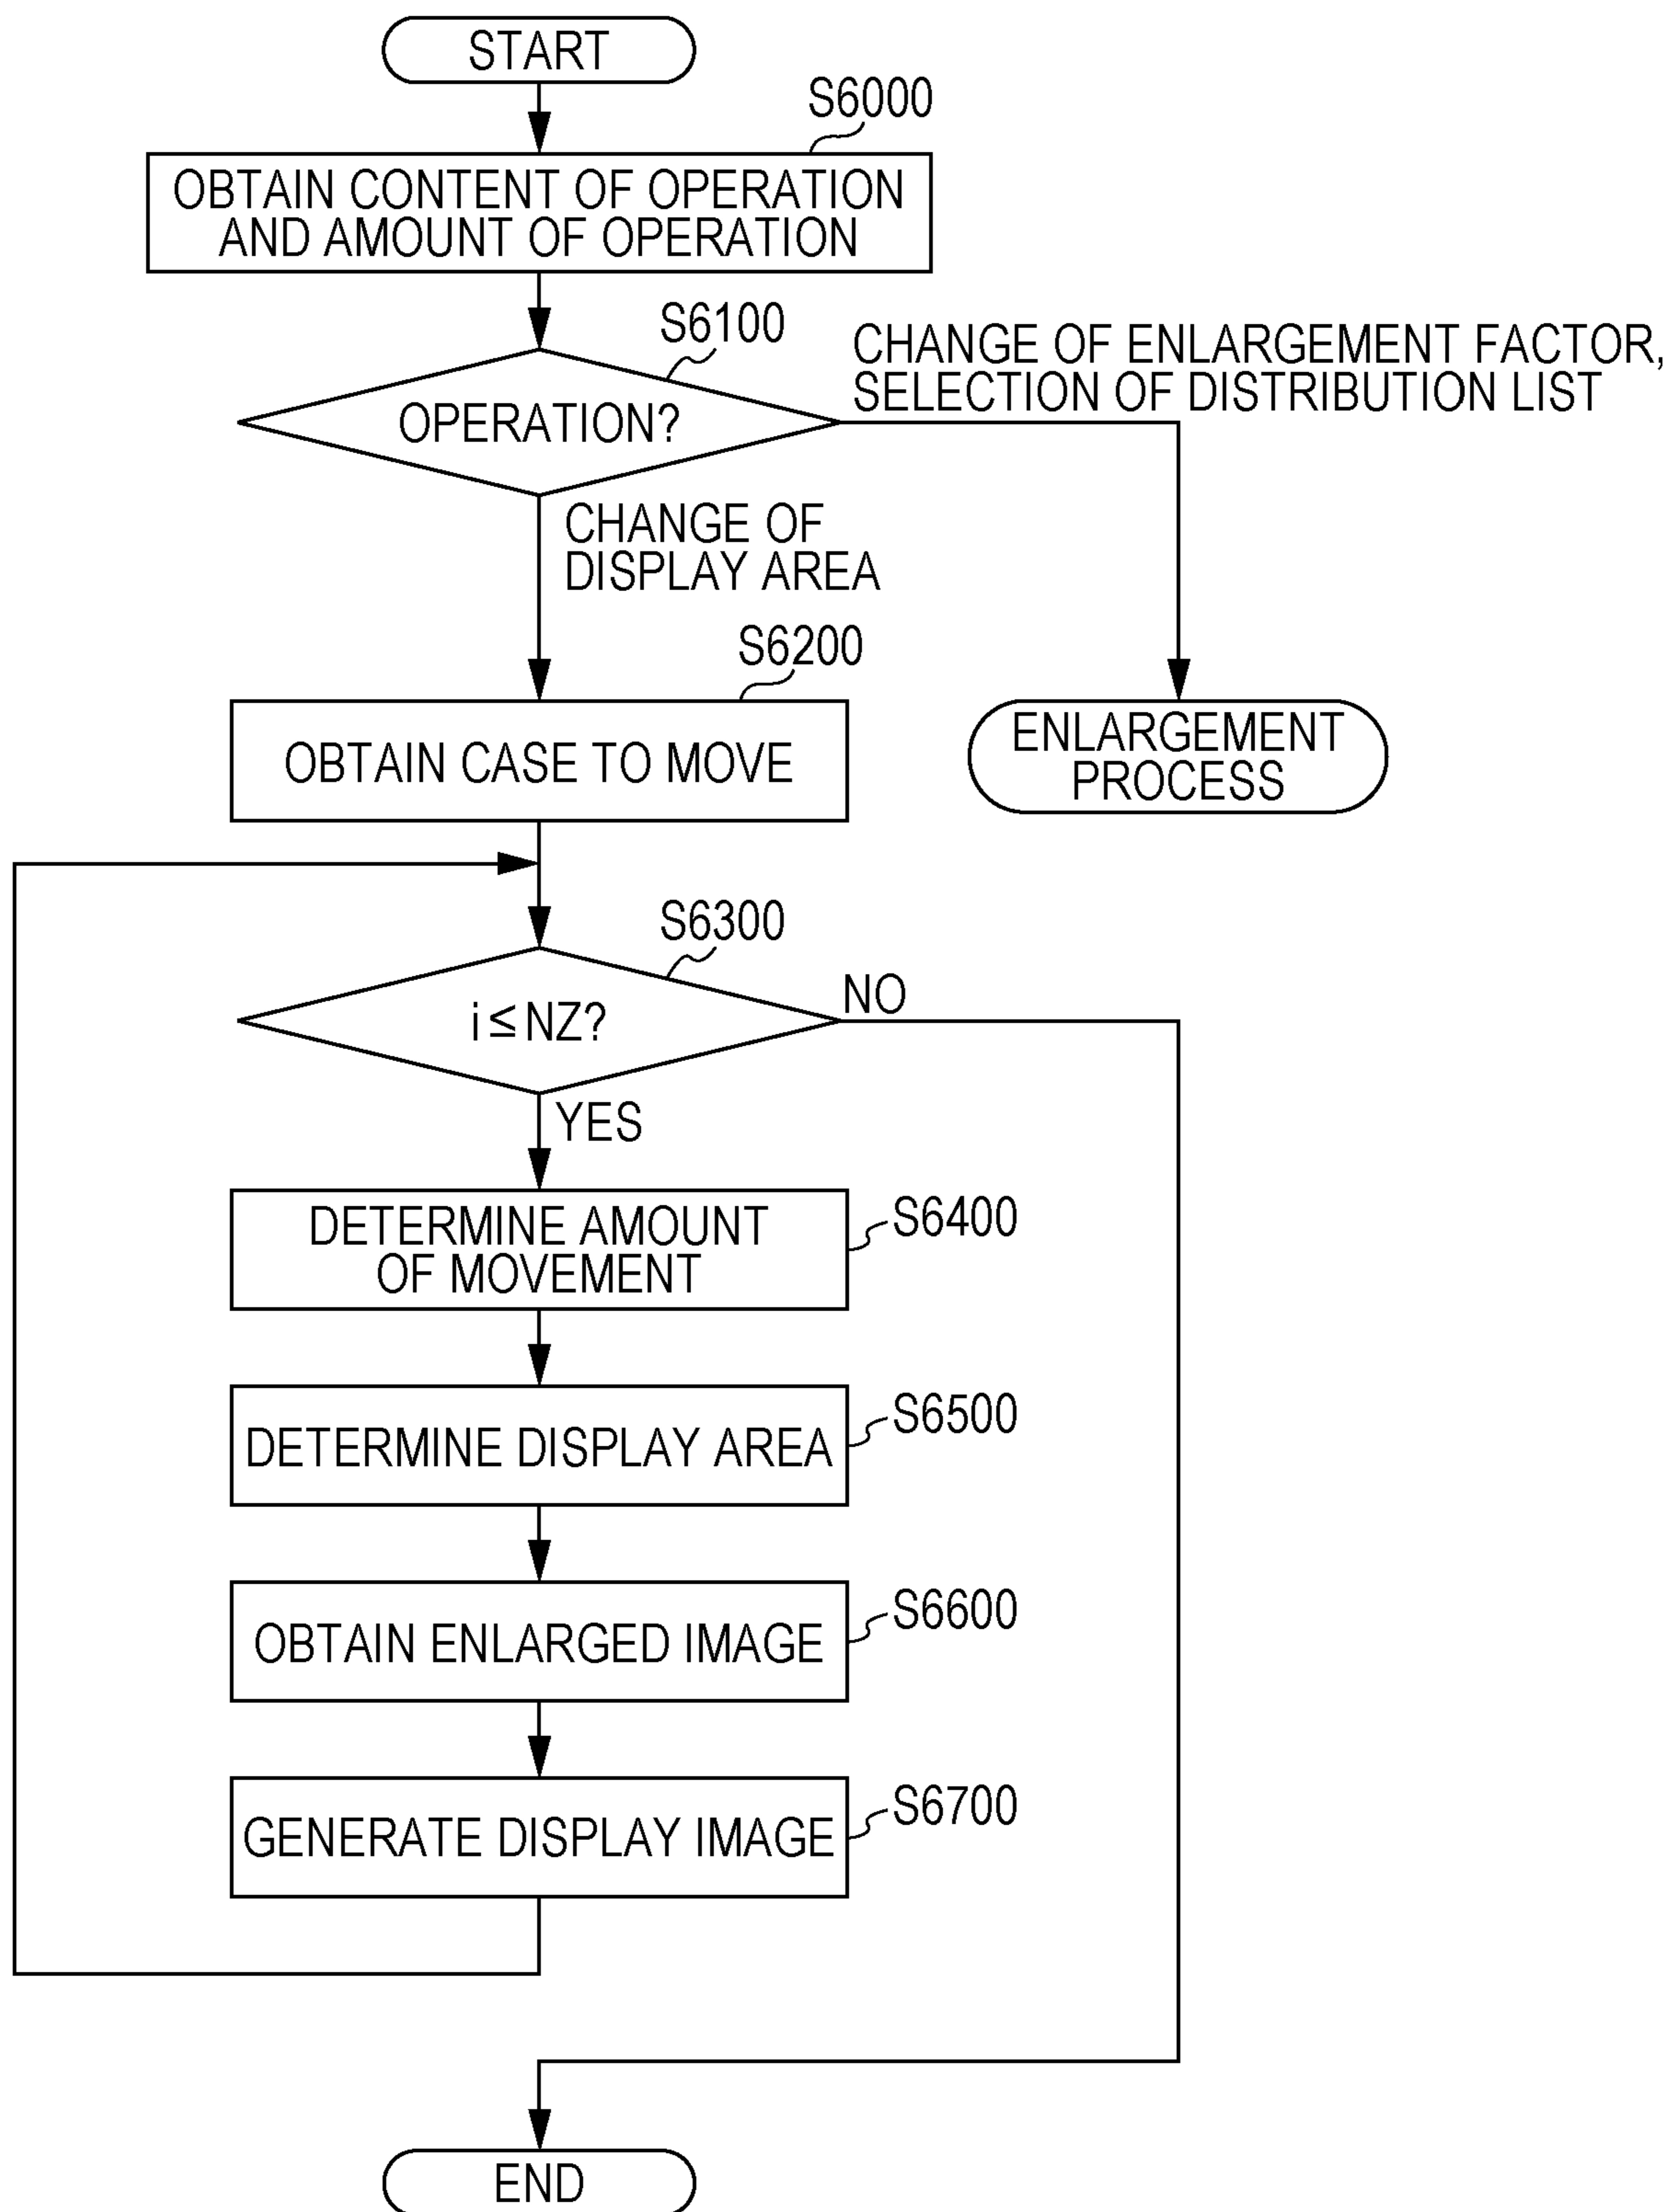 START
S6000
OBTAIN CONTENT OF OPERATION
AND AMOUNT OF OPERATION
S6100
CHANGE OF ENLARGEMENT FACTOR,
SELECTION OF DISTRIBUTION LIST
OPERATION?
CHANGE OF
DISPLAY AREA
S6200
OBTAIN CASE TO MOVE
ENLARGEMENT
PROCESS
S6300
i≤NZ?
NO
YES
DETERMINE AMOUNT
OF MOVEMENT
S6400
DETERMINE DISPLAY AREA
S6500
OBTAIN ENLARGED IMAGE
S6600
GENERATE DISPLAY IMAGE
S6700
END